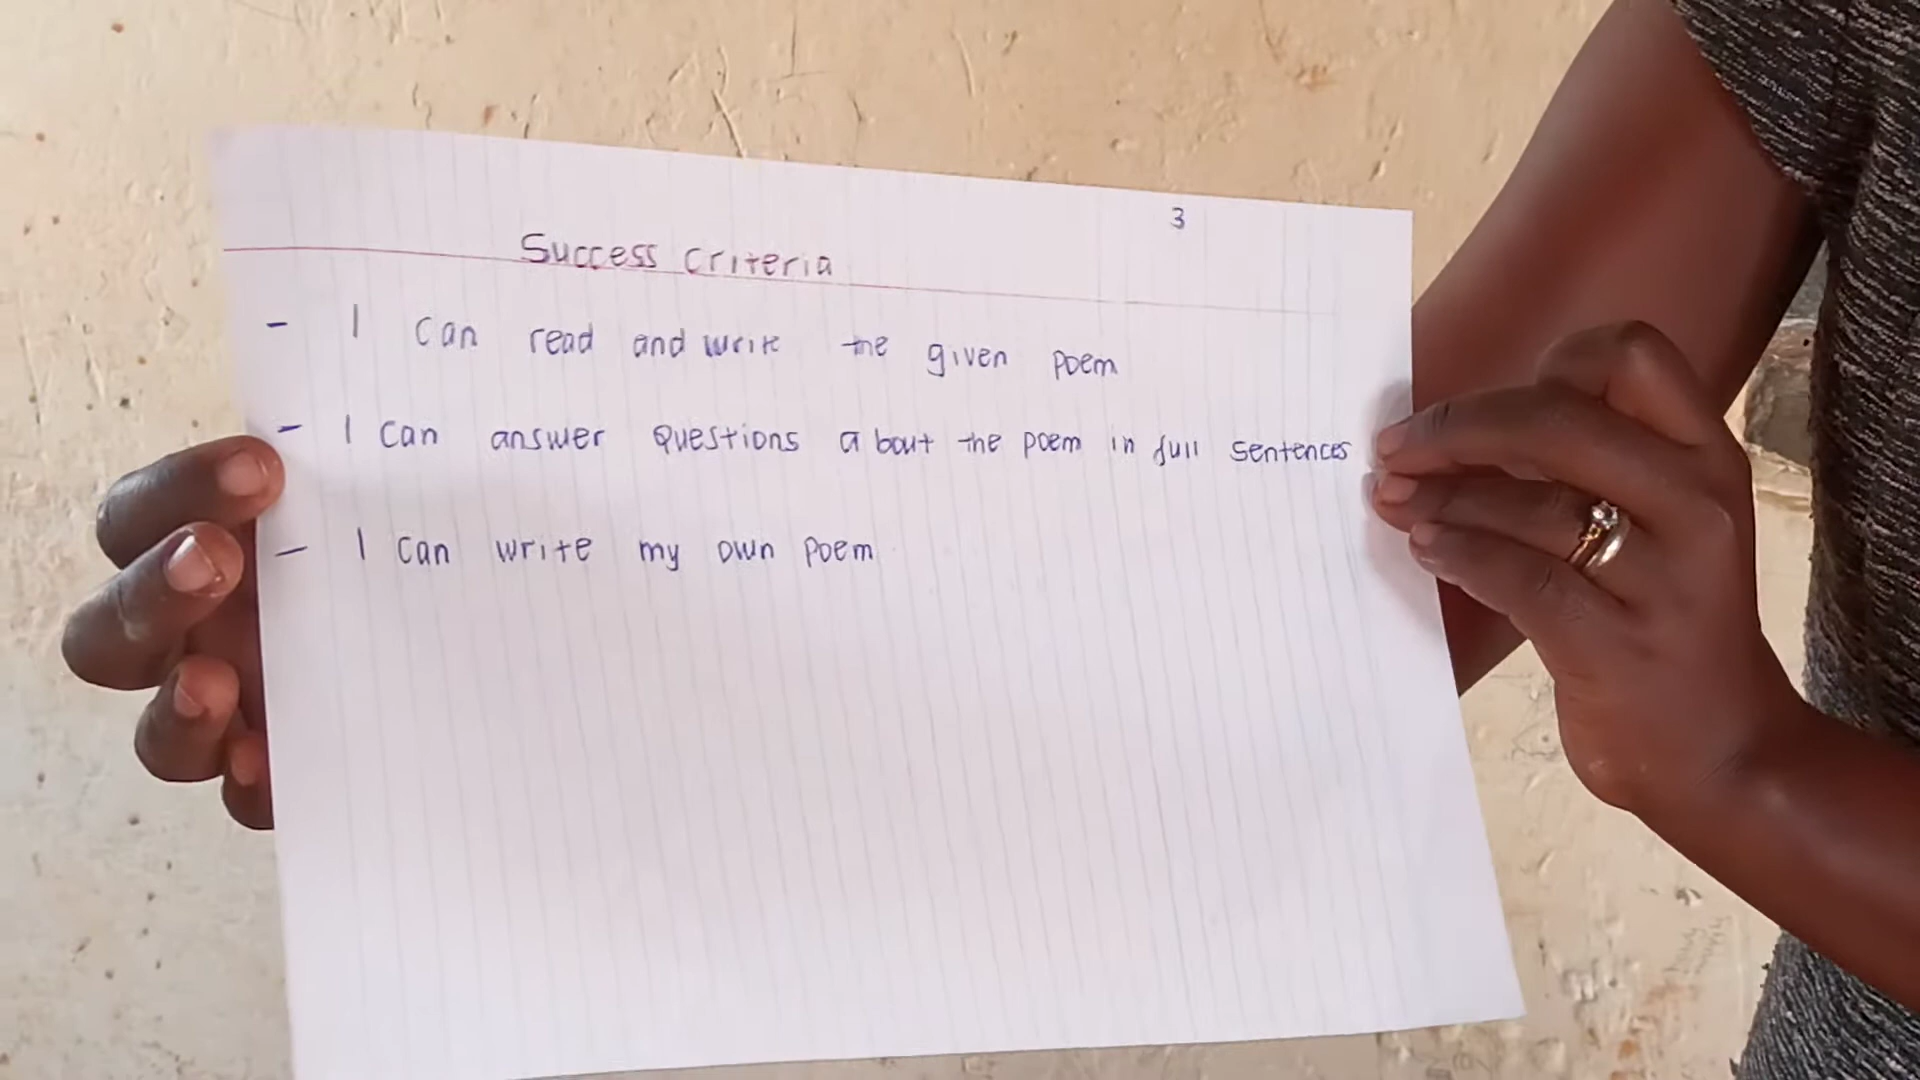 3
Success Criteria
- I can read and write the given poem
- I can answer questions about the poem in full sentences
- I can write my own poem